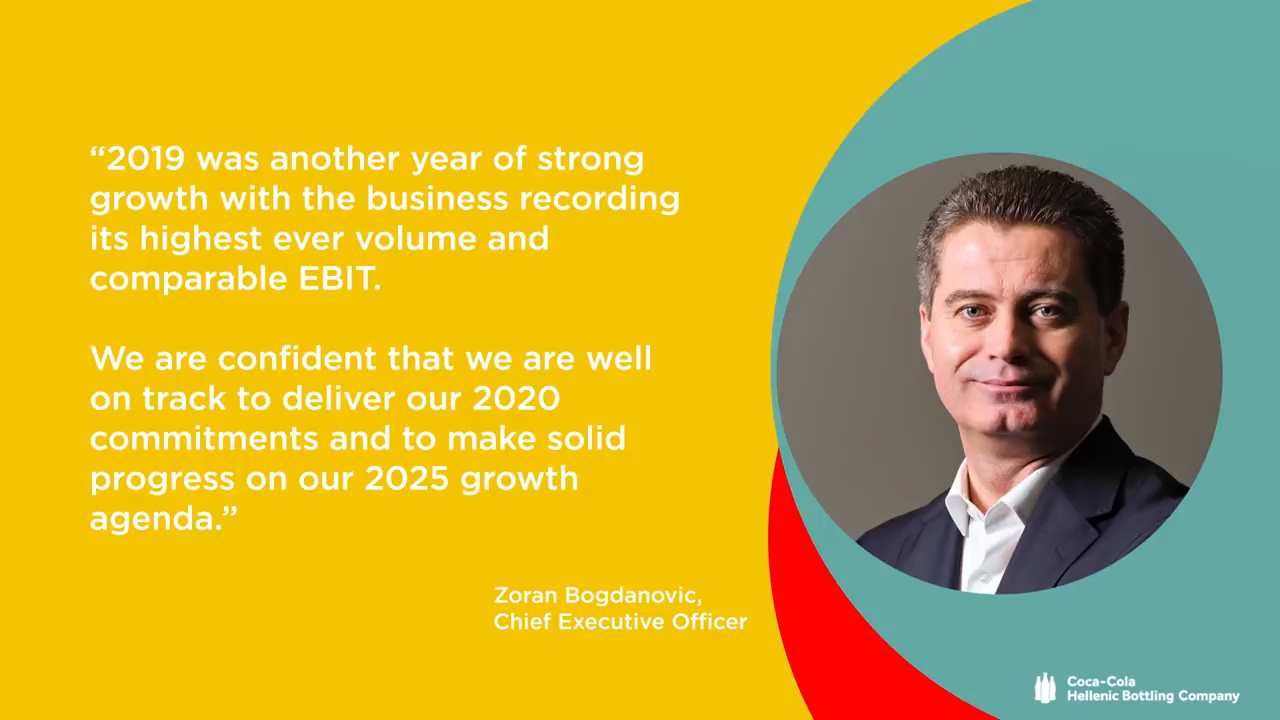 “2019 was another year of strong
growth with the business recording
its highest ever volume and
comparable EBIT.
We are confident that we are well
on track to deliver our 2020
commitments and to make solid
progress on our 2025 growth
agenda.”
Zoran Bogdanovic,
Chief Executive Officer
Coca-Cola
Hellenic Bottling Company